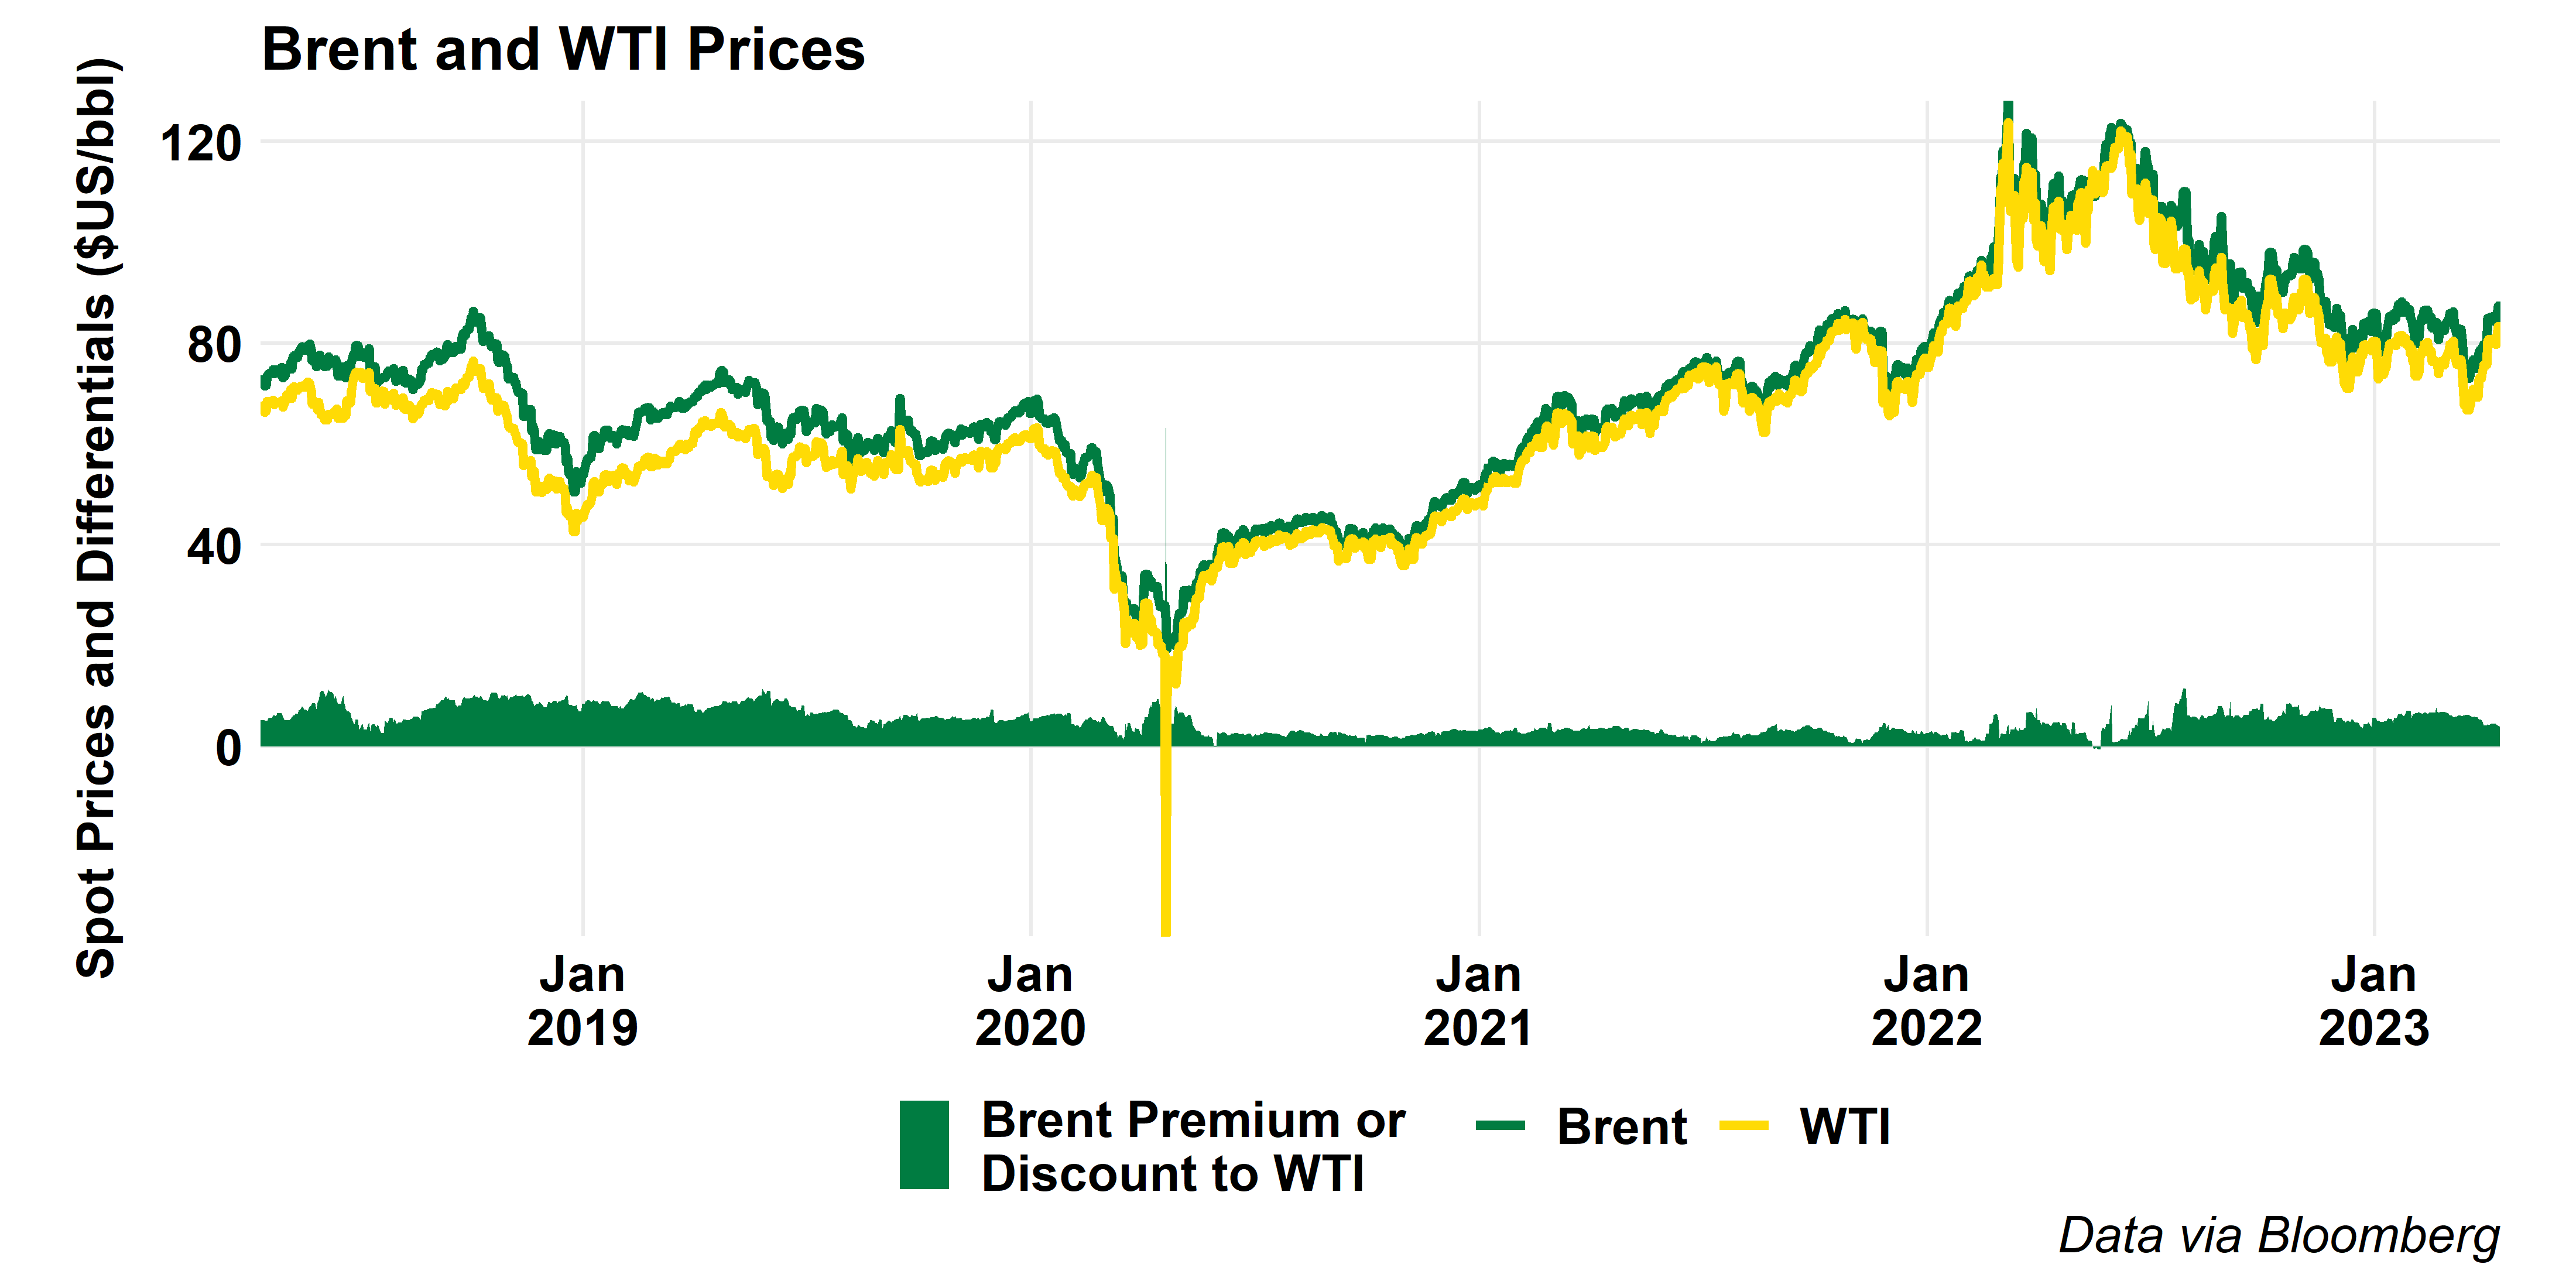 Brent and WTI Prices
Spot Prices and Differentials ($US/bbl)
120
80
40
0
Jan
2019
Jan
2020
Jan
2021
Jan
2022
Jan
2023
Brent Premium or
Discount to WTI
Brent
WTI
Data via Bloomberg